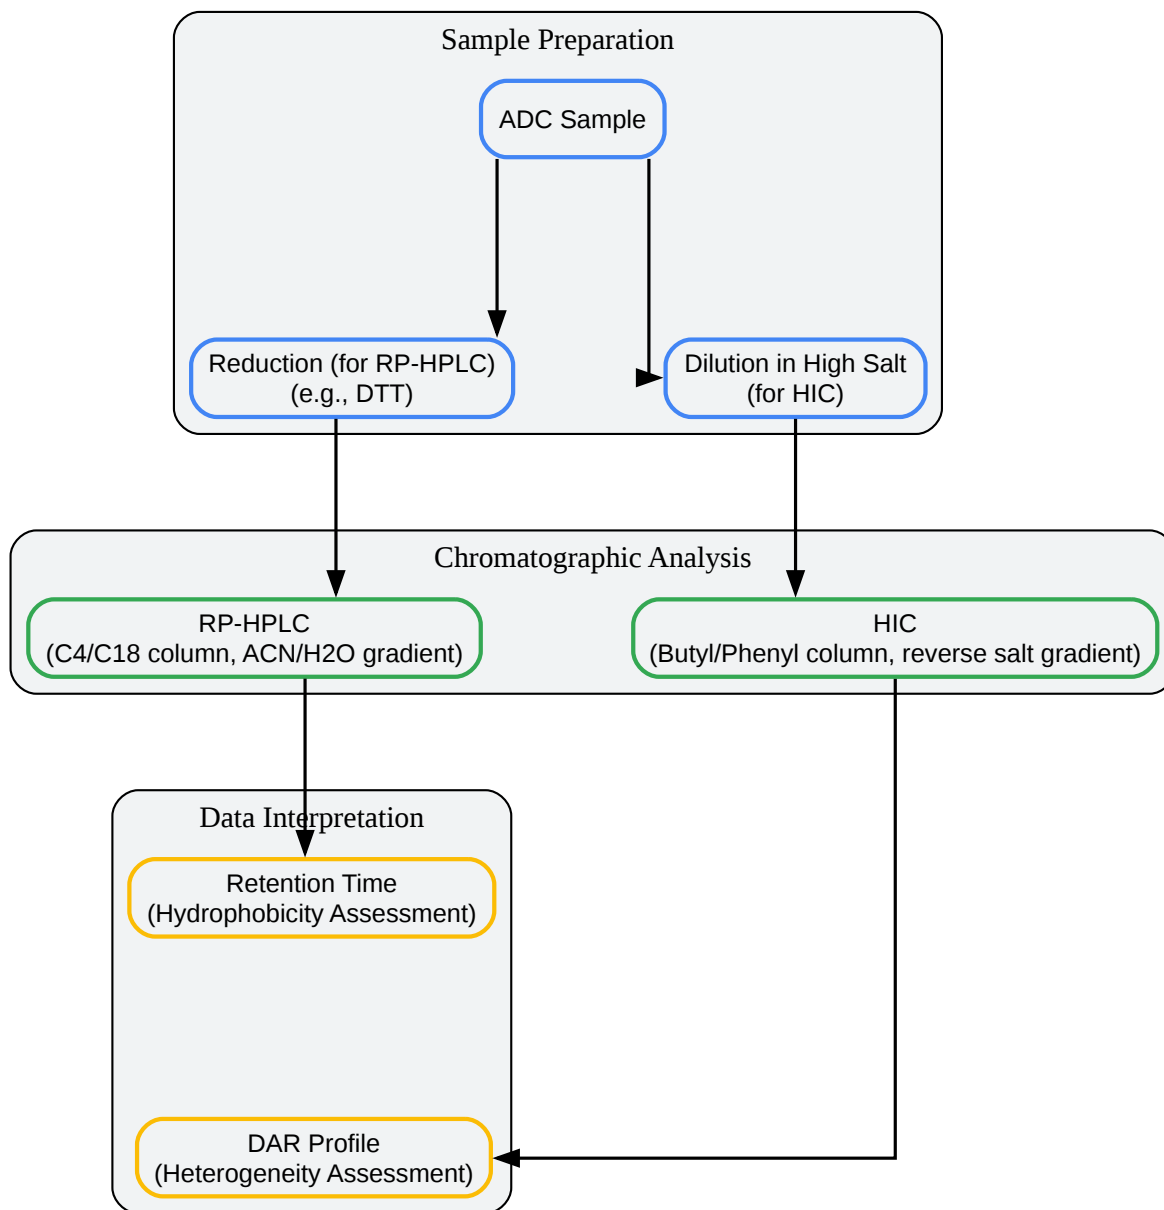 Sample Preparation
ADC Sample
Reduction (for RP-HPLC)
(e.g., DTT)
Dilution in High Salt
(for HIC)
Chromatographic Analysis
RP-HPLC
(C4/C18 column, ACN/H2O gradient)
HIC
(Butyl/Phenyl column, reverse salt gradient)
Data Interpretation
Retention Time
(Hydrophobicity Assessment)
DAR Profile
(Heterogeneity Assessment)